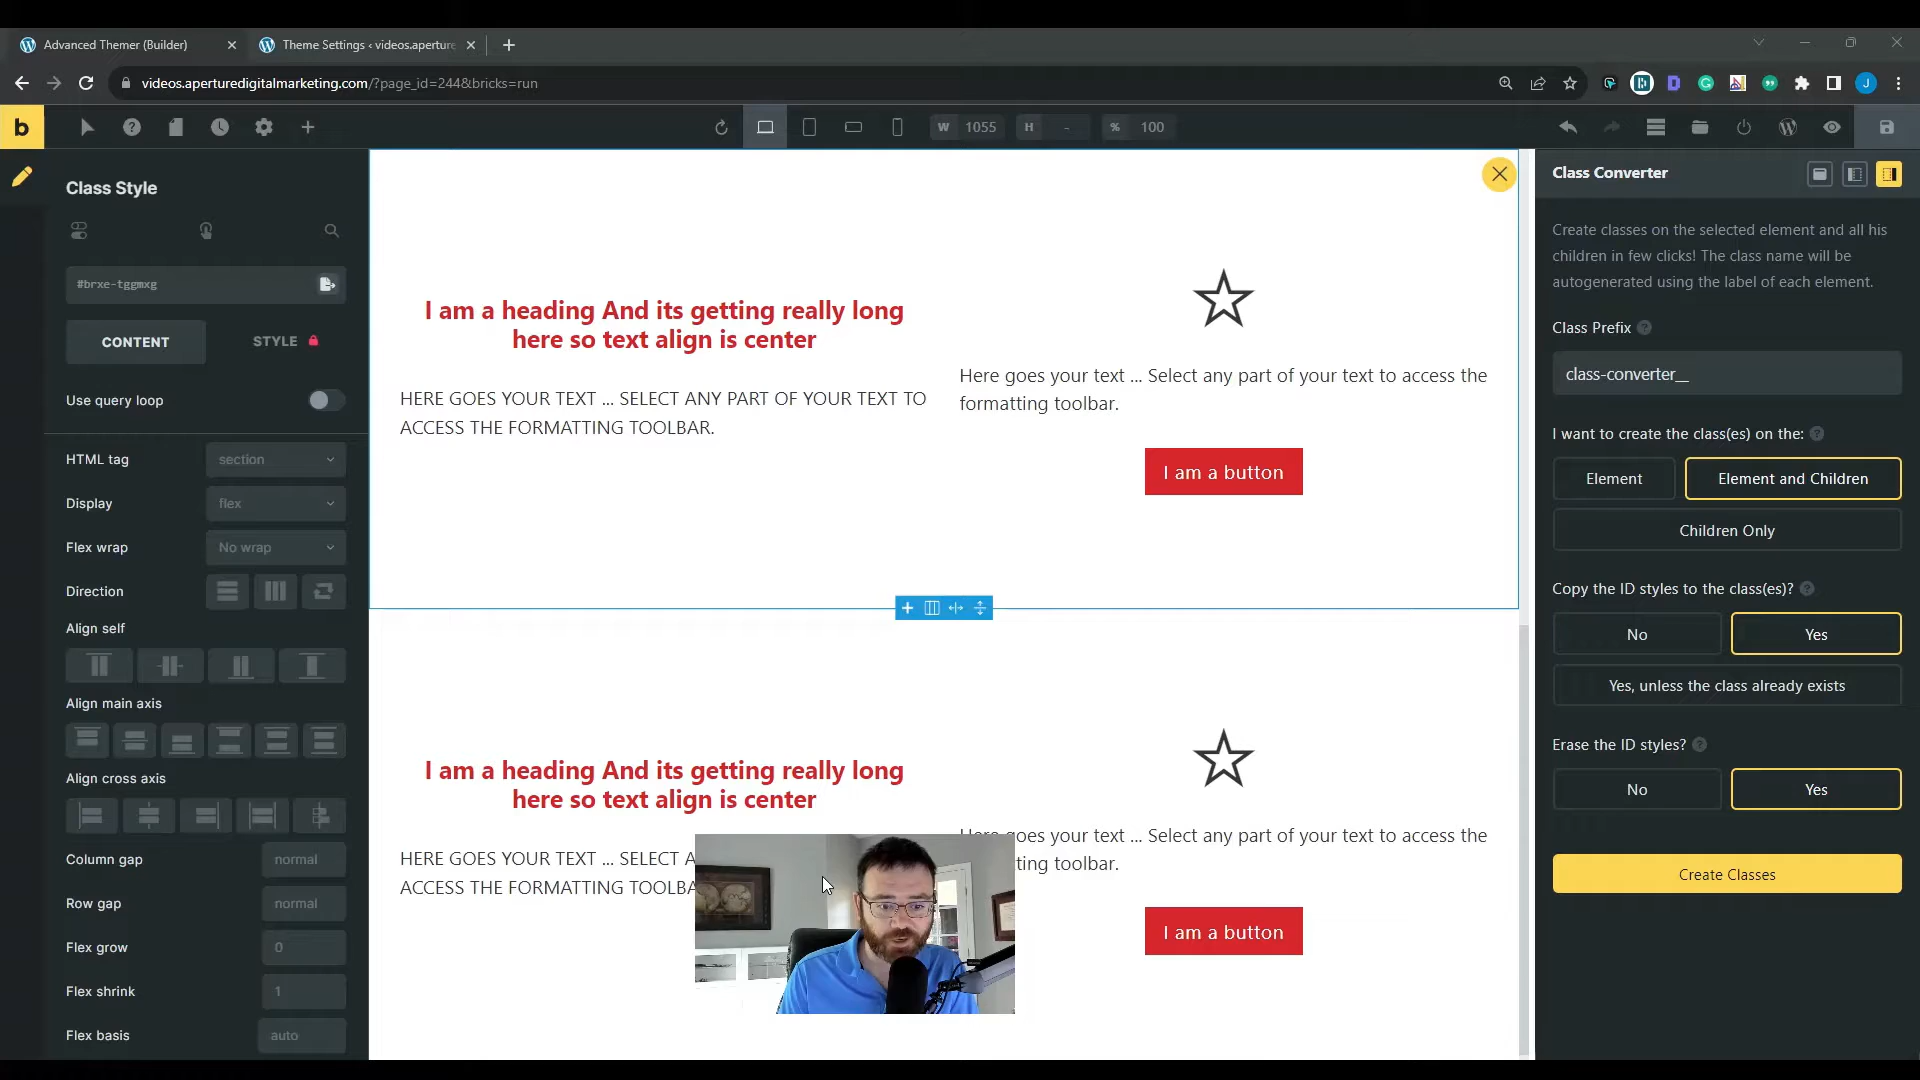 Advanced Themer (Builder)
Theme Settings ‹ videos.aperture
videos.aperturedigitalmarketing.com/?page_id=244&bricks=run
b
W 1055
H -
% 100
Class Style
#brxe-tggmxg
CONTENT
STYLE
Use query loop
HTML tag
section
Display
flex
Flex wrap
No wrap
Direction
Align self
Align main axis
Align cross axis
Column gap
normal
Row gap
normal
Flex grow
0
Flex shrink
1
Flex basis
auto
I am a heading And its getting really long
here so text align is center
HERE GOES YOUR TEXT ... SELECT ANY PART OF YOUR TEXT TO
ACCESS THE FORMATTING TOOLBAR.
Here goes your text ... Select any part of your text to access the
formatting toolbar.
I am a button
I am a heading And its getting really long
here so text align is center
HERE GOES YOUR TEXT ... SELECT A
ACCESS THE FORMATTING TOOLBA
Here goes your text ... Select any part of your text to access the
ting toolbar.
I am a button
Class Converter
Create classes on the selected element and all his
children in few clicks! The class name will be
autogenerated using the label of each element.
Class Prefix
class-converter__
I want to create the class(es) on the:
Element
Element and Children
Children Only
Copy the ID styles to the class(es)?
No
Yes
Yes, unless the class already exists
Erase the ID styles?
No
Yes
Create Classes